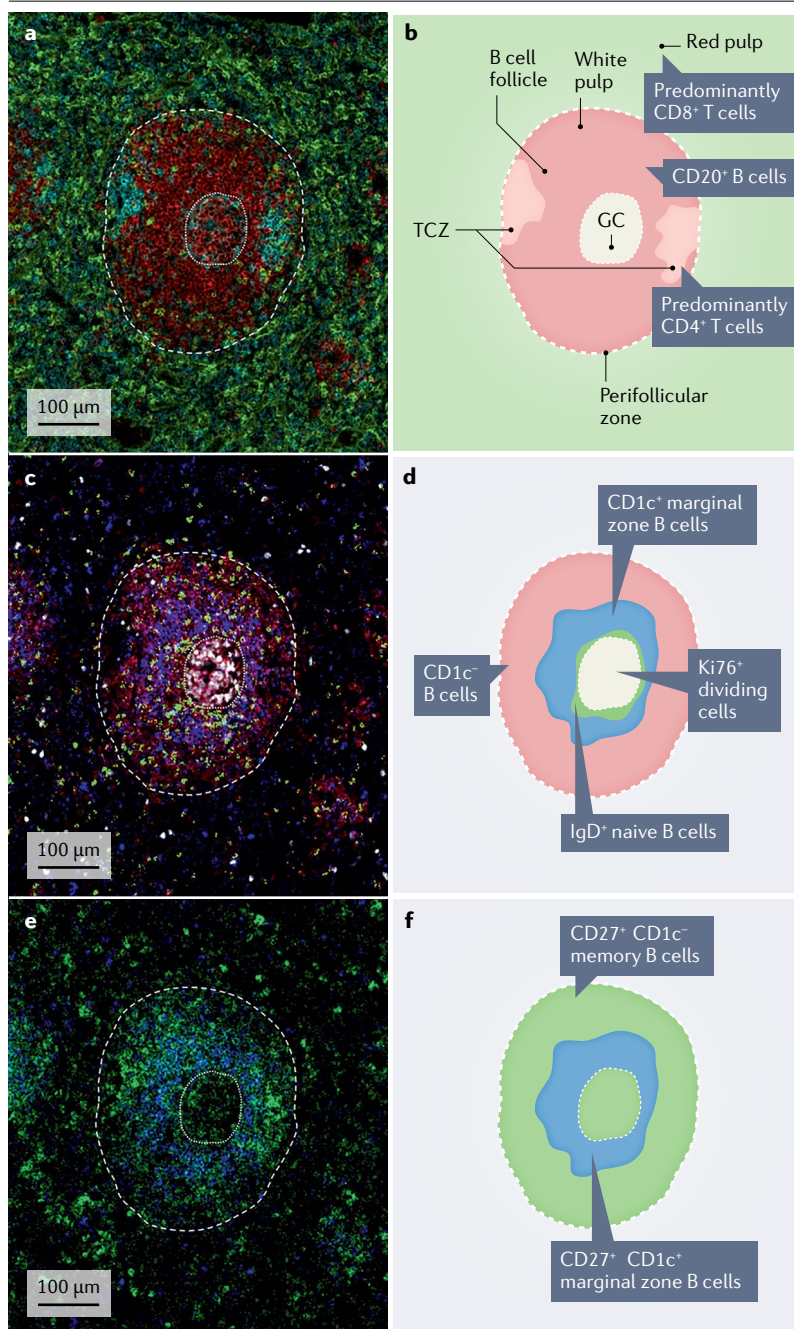 a
100 µm
b
Red pulp
B cell
follicle
White
pulp
Predominantly
CD8⁺ T cells
CD20⁺ B cells
GC
TCZ
Predominantly
CD4⁺ T cells
Perifollicular
zone
c
100 µm
d
CD1c⁺ marginal
zone B cells
CD1c⁻
B cells
Ki76⁺
dividing
cells
IgD⁺ naive B cells
e
100 µm
f
CD27⁺ CD1c⁻
memory B cells
CD27⁺ CD1c⁺
marginal zone B cells